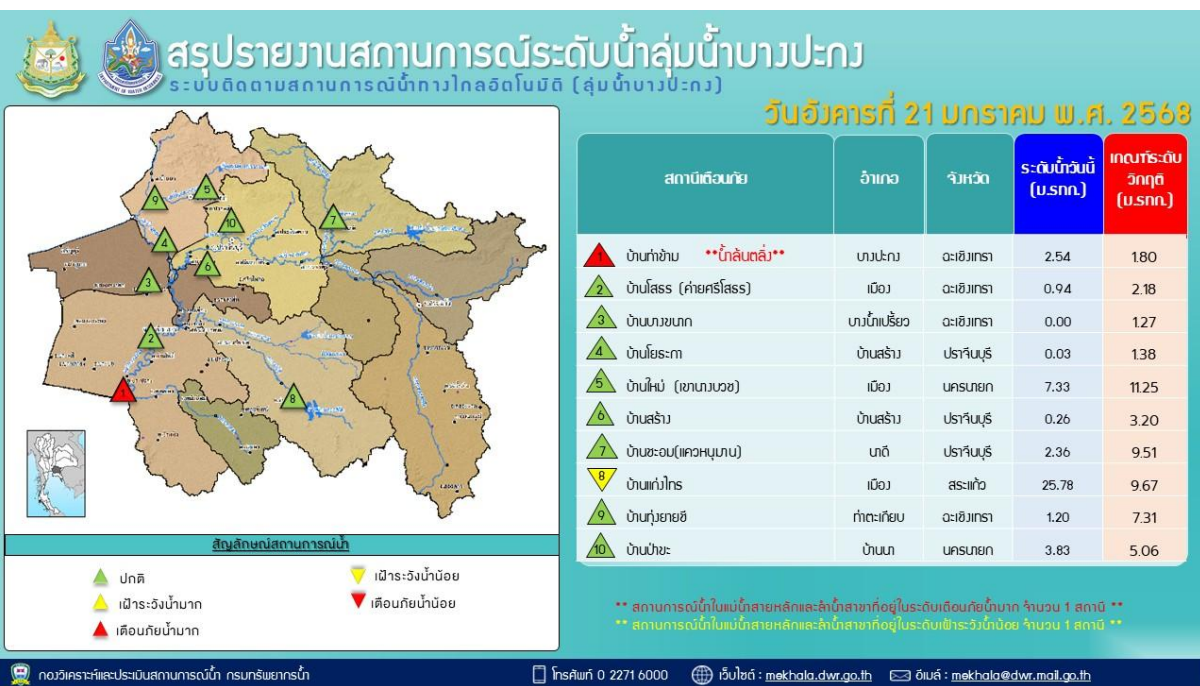 สรุปรายงานสถานการณ์ระดับน้ำลุ่มน้ำบางปะกง
ระบบติดตามสถานการณ์น้ำทางไกลอัตโนมัติ (ลุ่มน้ำบางปะกง)
วันอังคารที่ 21 มกราคม พ.ศ. 2568
สถานีเตือนภัย อำเภอ จังหวัด ระดับน้ำวันนี้ (ม.รทก.) เกณฑ์ระดับวิกฤติ (ม.รทก.)
1 บ้านท่าข้าม **น้ำล้นตลิ่ง** บางปะกง ฉะเชิงเทรา 2.54 1.80
2 บ้านโสธร (ค่ายศรีโสธร) เมือง ฉะเชิงเทรา 0.94 2.18
3 บ้านบางขนาก บางน้ำเปรี้ยว ฉะเชิงเทรา 0.00 1.27
4 บ้านโยธะกา บ้านสร้าง ปราจีนบุรี 0.03 1.38
5 บ้านใหม่ (เขานางบวช) เมือง นครนายก 7.33 11.25
6 บ้านสร้าง บ้านสร้าง ปราจีนบุรี 0.26 3.20
7 บ้านชะอม(แควหนุมาน) นาดี ปราจีนบุรี 2.36 9.51
8 บ้านแก่งไทร เมือง สระแก้ว 25.78 9.67
9 บ้านทุ่งยายชี ท่าตะเกียบ ฉะเชิงเทรา 1.20 7.31
10 บ้านป่าขะ บ้านนา นครนายก 3.83 5.06
9
5
10
7
4
6
3
2
1
8
สัญลักษณ์สถานการณ์น้ำ
ปกติ
เฝ้าระวังน้ำน้อย
เฝ้าระวังน้ำมาก
เตือนภัยน้ำน้อย
เตือนภัยน้ำมาก
** สถานการณ์น้ำในแม่น้ำสายหลักและลำน้ำสาขาที่อยู่ในระดับเตือนภัยน้ำมาก จำนวน 1 สถานี **
** สถานการณ์น้ำในแม่น้ำสายหลักและลำน้ำสาขาที่อยู่ในระดับเฝ้าระวังน้ำน้อย จำนวน 1 สถานี **
กองวิเคราะห์และประเมินสถานการณ์น้ำ กรมทรัพยากรน้ำ
โทรศัพท์ 0 2271 6000
เว็บไซต์ : mekhala.dwr.go.th
อีเมล์ : mekhala@dwr.mail.go.th